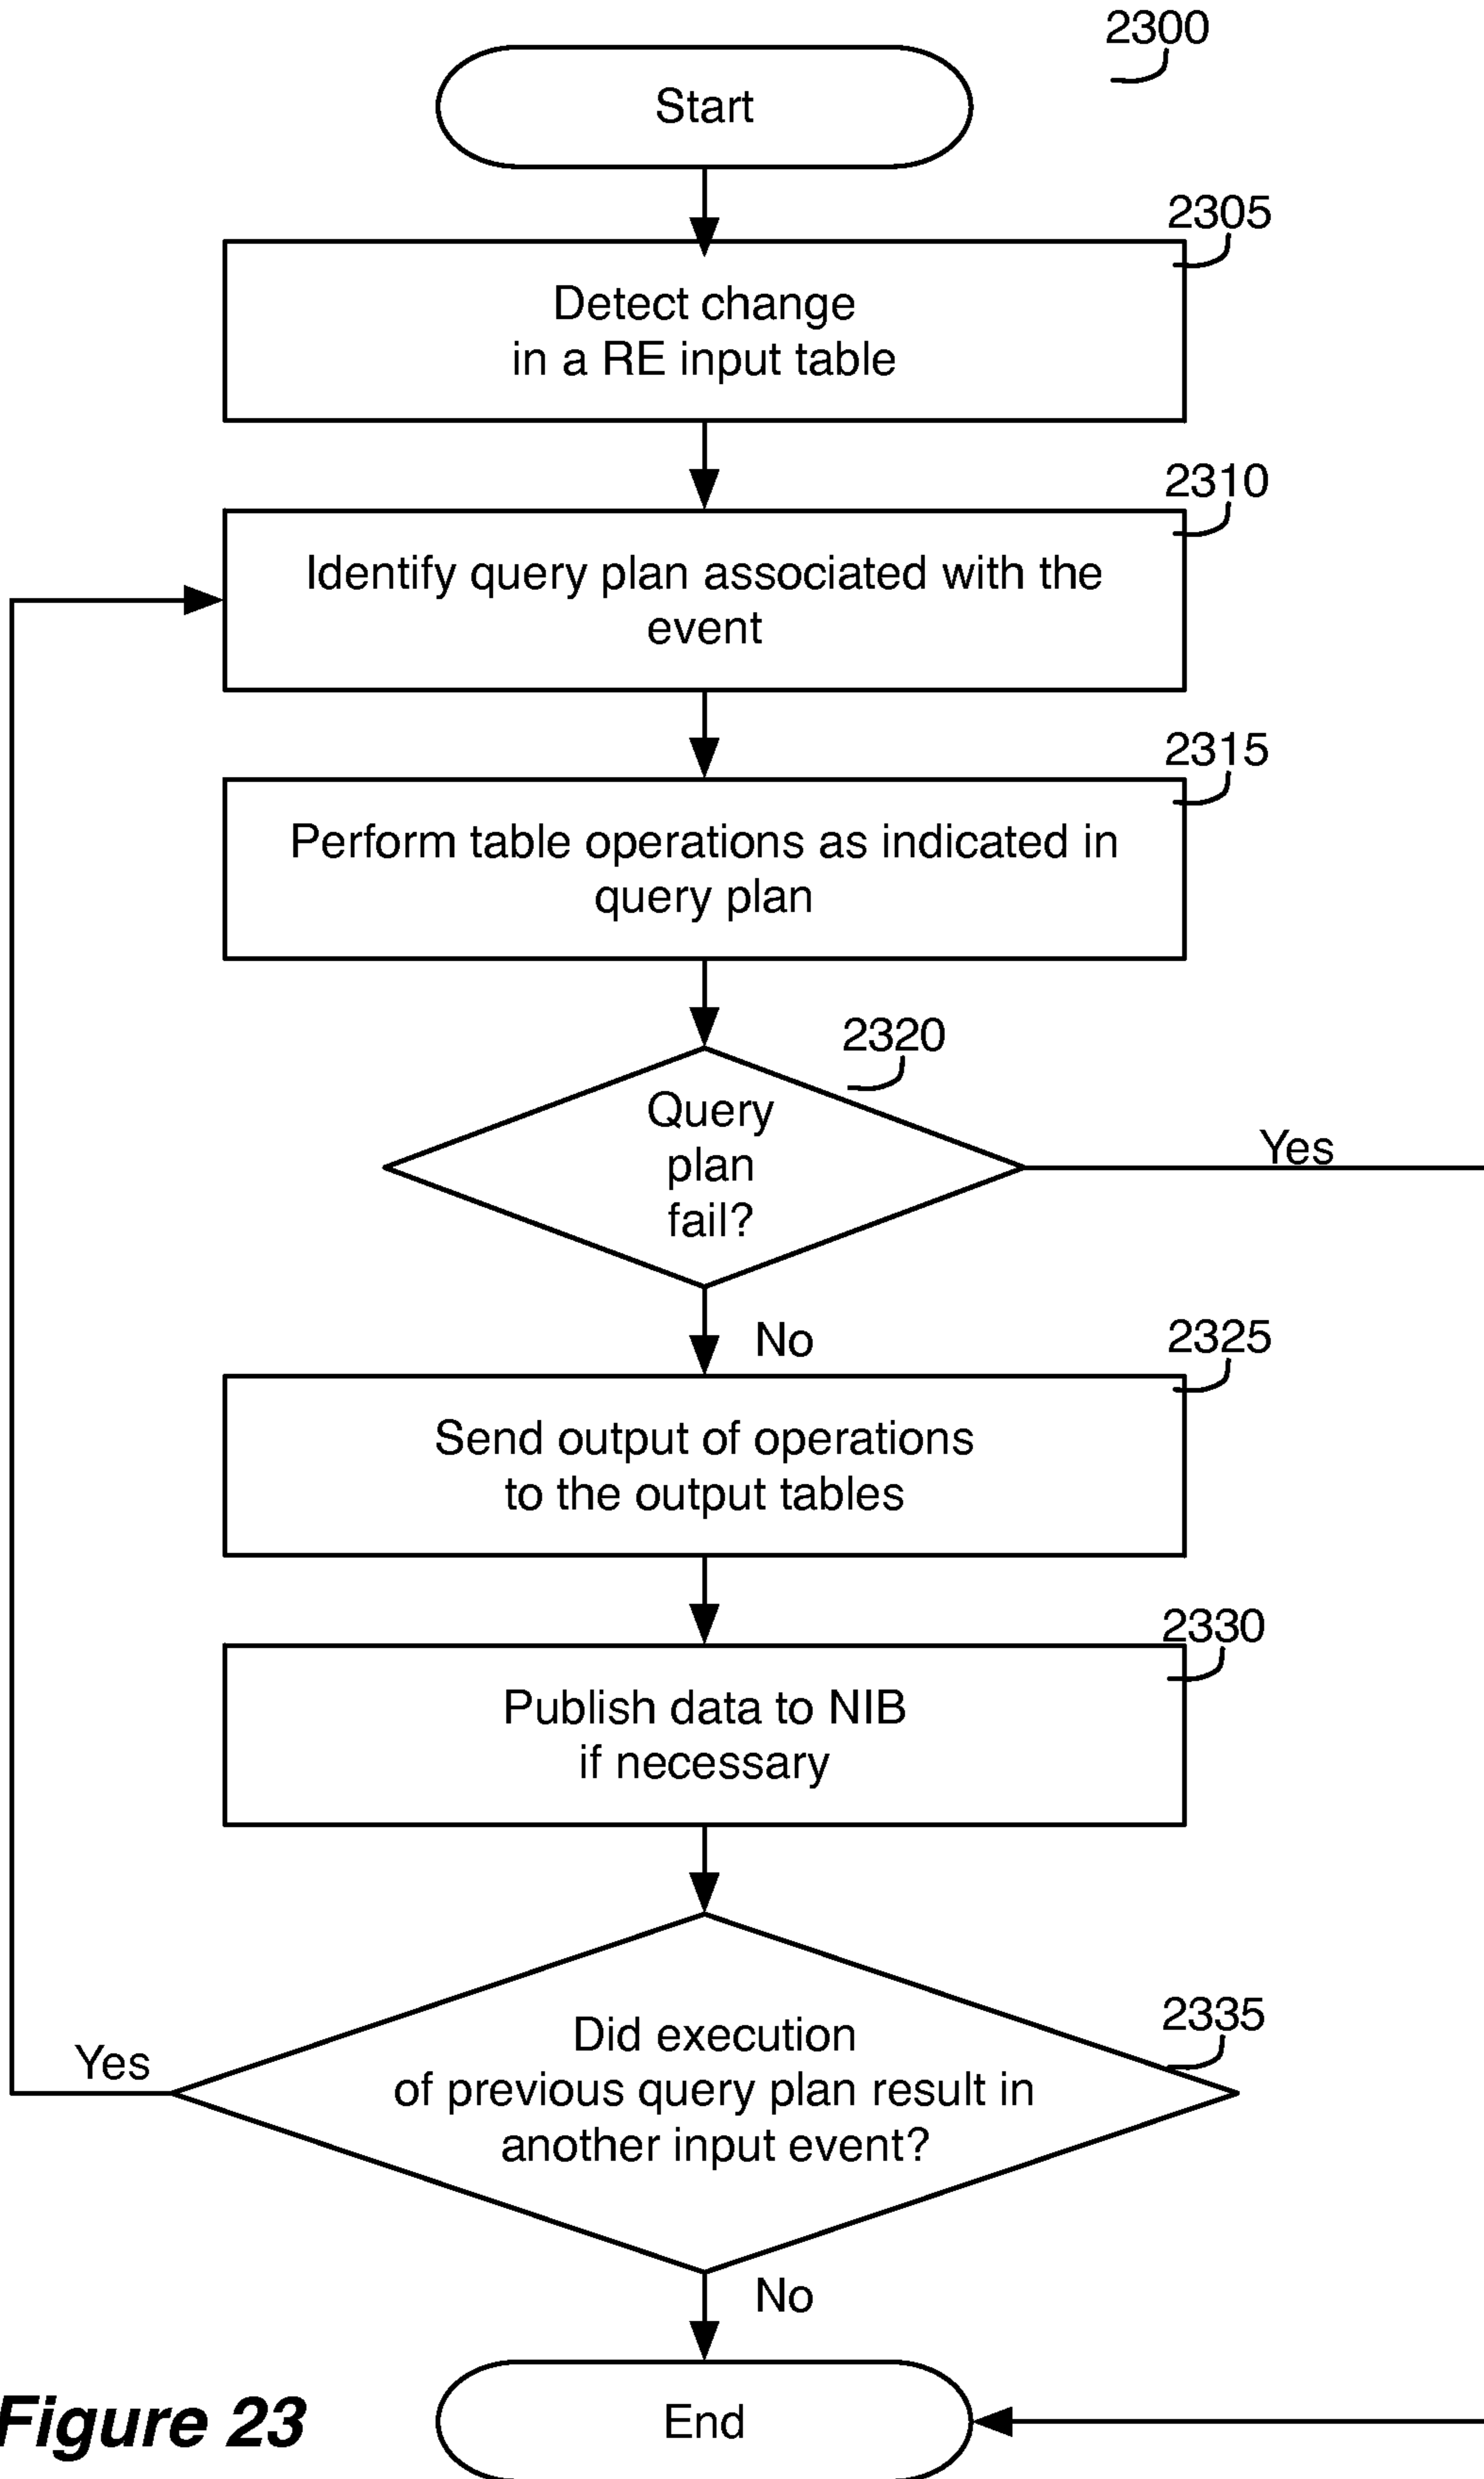 2300
Start
2305
Detect change
in a RE input table
2310
Identify query plan associated with the
event
2315
Perform table operations as indicated in
query plan
2320
Query
plan
fail?
Yes
No
2325
Send output of operations
to the output tables
2330
Publish data to NIB
if necessary
2335
Did execution
of previous query plan result in
another input event?
Yes
No
End
Figure 23